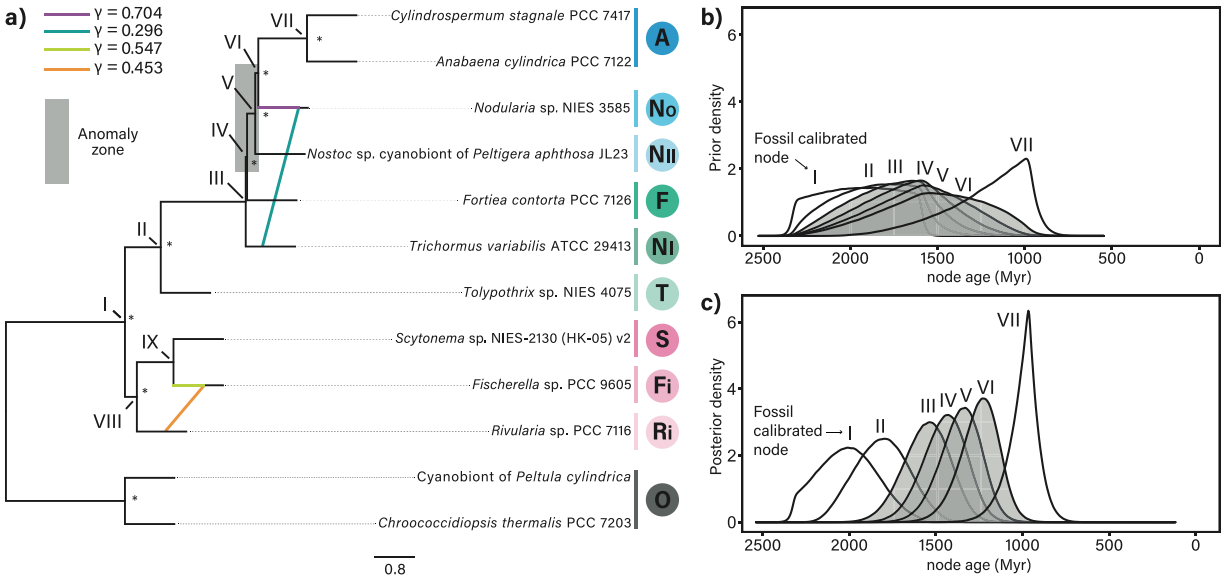 a)
γ = 0.704
γ = 0.296
γ = 0.547
γ = 0.453
Anomaly
zone
VII
VI
V
IV
III
II
I
IX
VIII
*
*
*
*
*
*
*
*
Cylindrospermum stagnale PCC 7417
Anabaena cylindrica PCC 7122
Nodularia sp. NIES 3585
Nostoc sp. cyanobiont of Peltigera aphthosa JL23
Fortiea contorta PCC 7126
Trichormus variabilis ATCC 29413
Tolypothrix sp. NIES 4075
Scytonema sp. NIES-2130 (HK-05) v2
Fischerella sp. PCC 9605
Rivularia sp. PCC 7116
Cyanobiont of Peltula cylindrica
Chroococcidiopsis thermalis PCC 7203
A
No
NII
F
NI
T
S
Fi
Ri
O
0.8
b)
Prior density
6
4
2
0
Fossil calibrated
node
I
II
III
IV
V
VI
VII
2500 2000 1500 1000 500 0
node age (Myr)
c)
Posterior density
6
4
2
0
Fossil
calibrated
node
I
II
III
IV
V
VI
VII
2500 2000 1500 1000 500 0
node age (Myr)